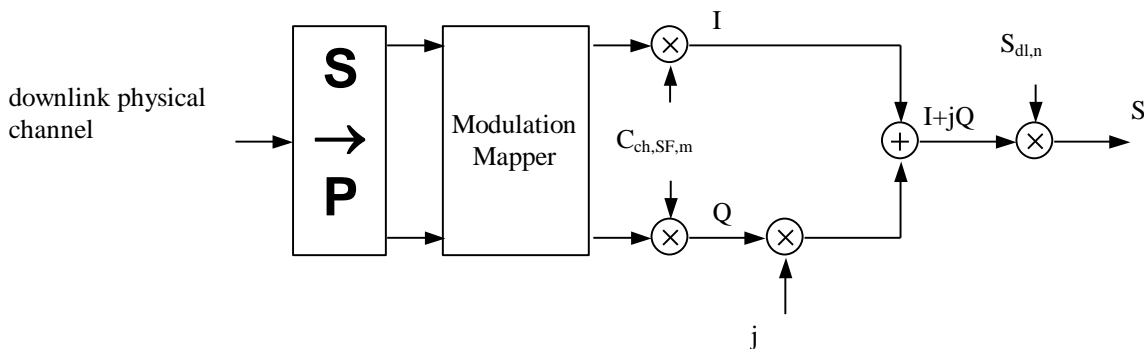 downlink physical
channel
S
→
P
Modulation
Mapper
I
C_ch,SF,m
Q
j
I+jQ
S_dl,n
S